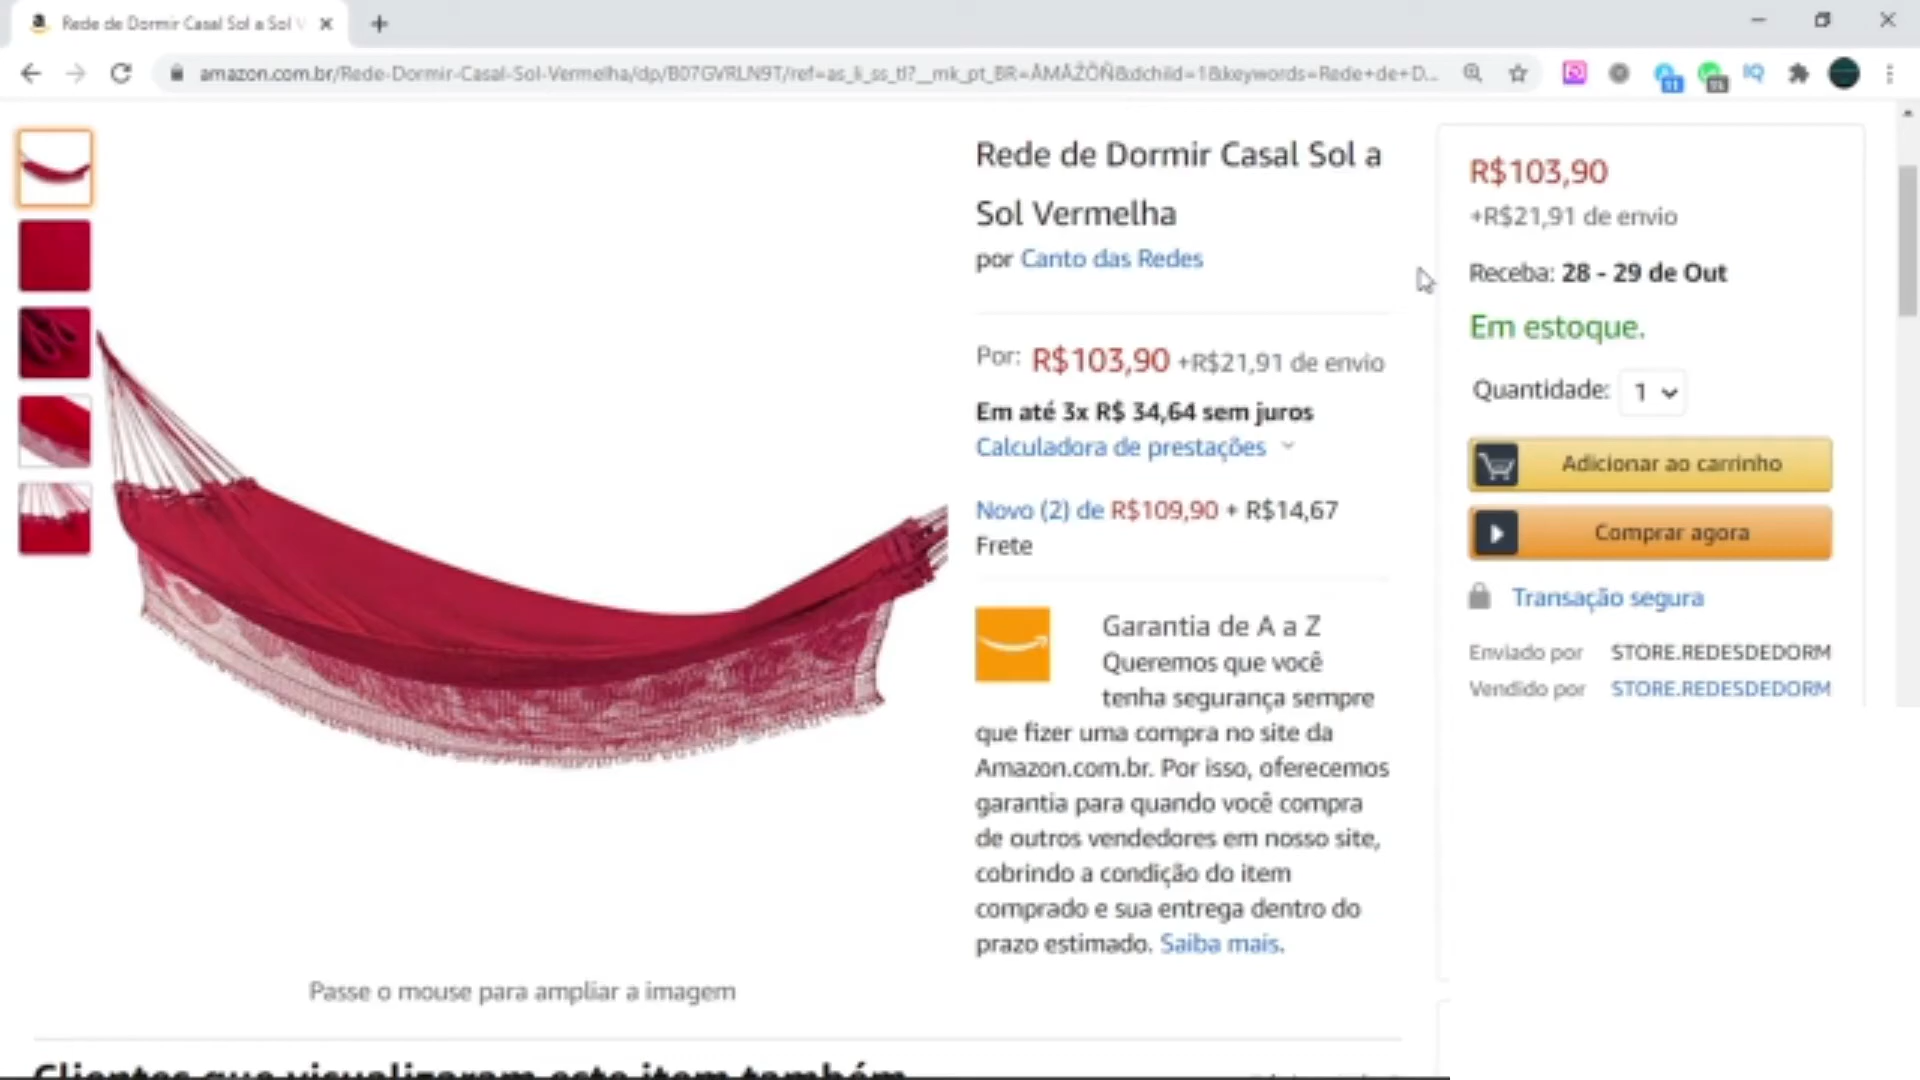 Rede de Dormir Casal Sol a Sol V
amazon.com.br/Rede-Dormir-Casal-Sol-Vermelha/dp/B07GVRLN9T/ref=as_li_ss_tl?__mk_pt_BR=ÅMÅŽÕÑ&dchild=1&keywords=Rede+de+D...
Rede de Dormir Casal Sol a
Sol Vermelha
por Canto das Redes
Por: R$103,90 +R$21,91 de envio
Em até 3x R$ 34,64 sem juros
Calculadora de prestações
Novo (2) de R$109,90 + R$14,67
Frete
Garantia de A a Z
Queremos que você
tenha segurança sempre
que fizer uma compra no site da
Amazon.com.br. Por isso, oferecemos
garantia para quando você compra
de outros vendedores em nosso site,
cobrindo a condição do item
comprado e sua entrega dentro do
prazo estimado. Saiba mais.
R$103,90
+R$21,91 de envio
Receba: 28 - 29 de Out
Em estoque.
Quantidade: 1
Adicionar ao carrinho
Comprar agora
Transação segura
Enviado por STORE.REDESDEDORM
Vendido por STORE.REDESDEDORM
Passe o mouse para ampliar a imagem
Clientes que visualizaram este item também